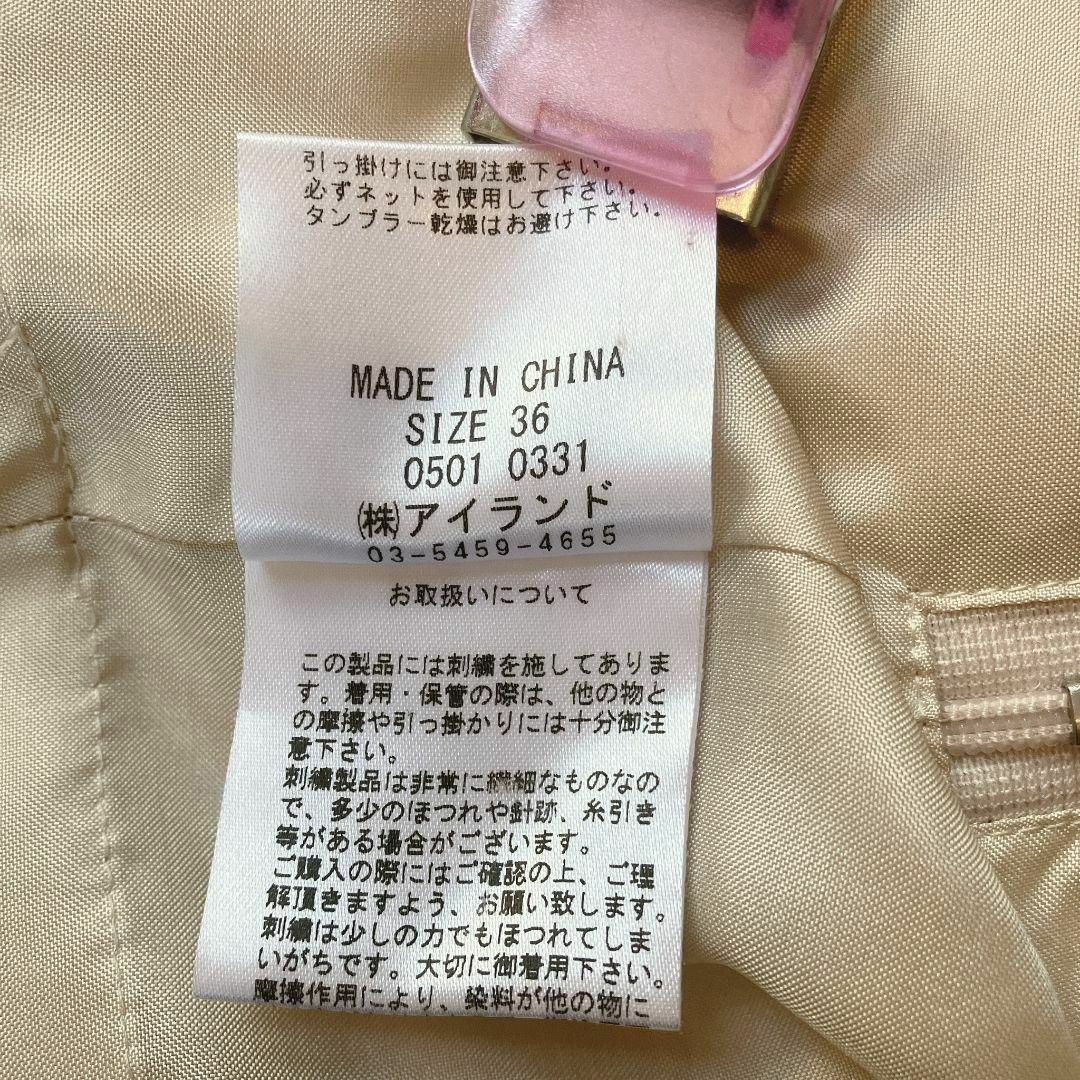 引っ掛けには御注意下さい。
必ずネットを使用して下さい。
タンブラー乾燥はお避け下さい。
MADE IN CHINA
SIZE 36
0501 0331
㈱アイランド
03-5459-4655
お取扱いについて
この製品には刺繍を施してありま
す。着用・保管の際は、他の物と
の摩擦や引っ掛かりには十分御注
意下さい。
刺繍製品は非常に繊細なものなの
で、多少のほつれや針跡、糸引き
等がある場合がございます。
ご購入の際にはご確認の上、ご理
解頂きますよう、お願い致します。
刺繍は少しの力でもほつれてしま
いがちです。大切に御着用下さい。
摩擦作用により、染料が他の物に